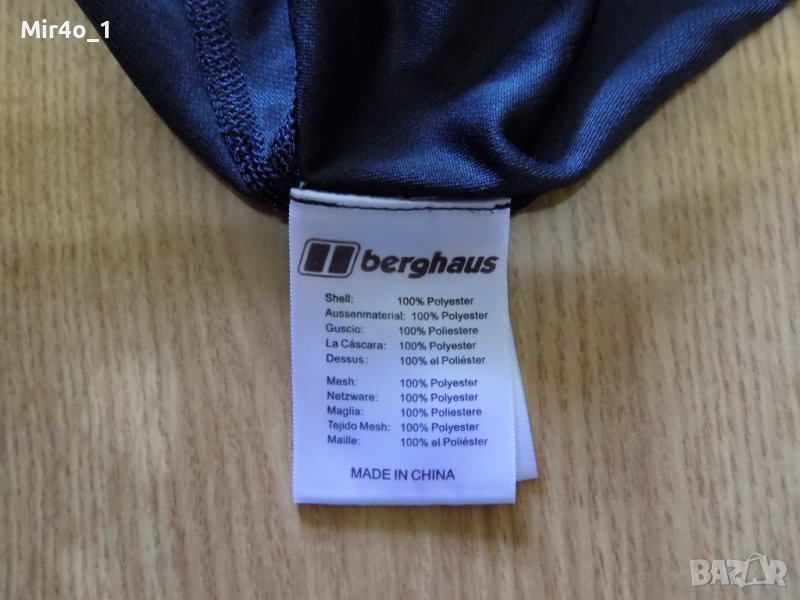 Mir4o_1
berghaus
Shell: 100% Polyester
Aussenmaterial: 100% Polyester
Guscio: 100% Poliestere
La Cáscara: 100% Polyester
Dessus: 100% el Poliéster
Mesh: 100% Polyester
Netzware: 100% Polyester
Maglia: 100% Poliestere
Tejido Mesh: 100% Polyester
Maille: 100% el Poliéster
MADE IN CHINA
BAZAR